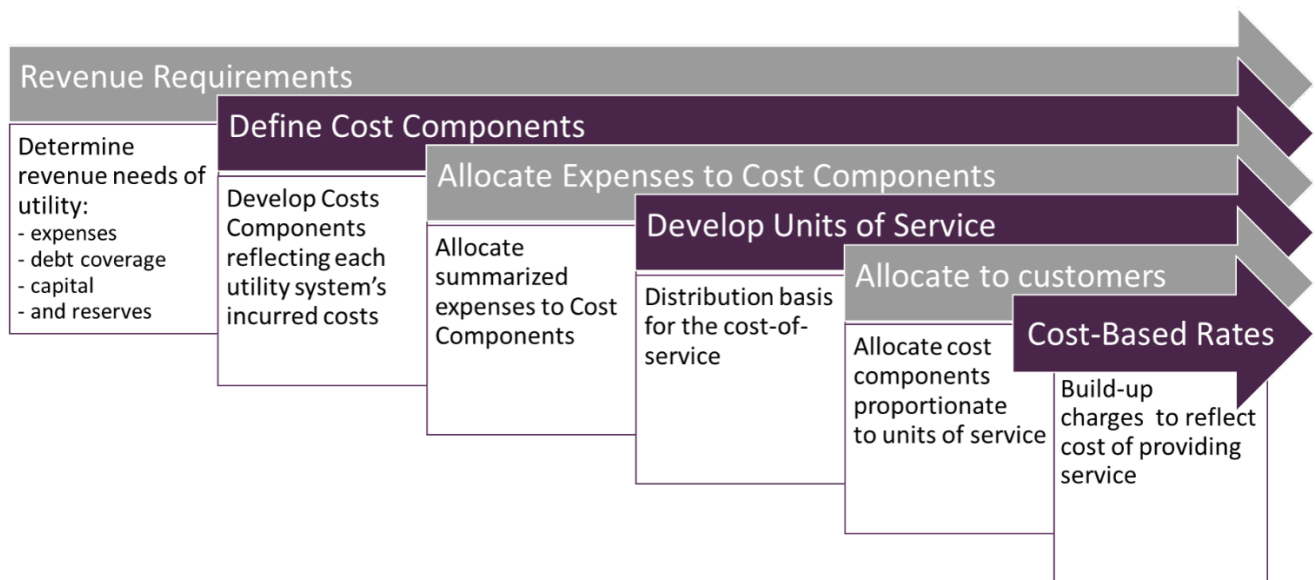 Revenue Requirements
Determine
revenue needs of
utility:
- expenses
- debt coverage
- capital
- and reserves
Define Cost Components
Develop Costs
Components
reflecting each
utility system's
incurred costs
Allocate Expenses to Cost Components
Allocate
summarized
expenses to Cost
Components
Develop Units of Service
Distribution basis
for the cost-of-
service
Allocate to customers
Allocate cost
components
proportionate
to units of service
Cost-Based Rates
Build-up
charges to reflect
cost of providing
service